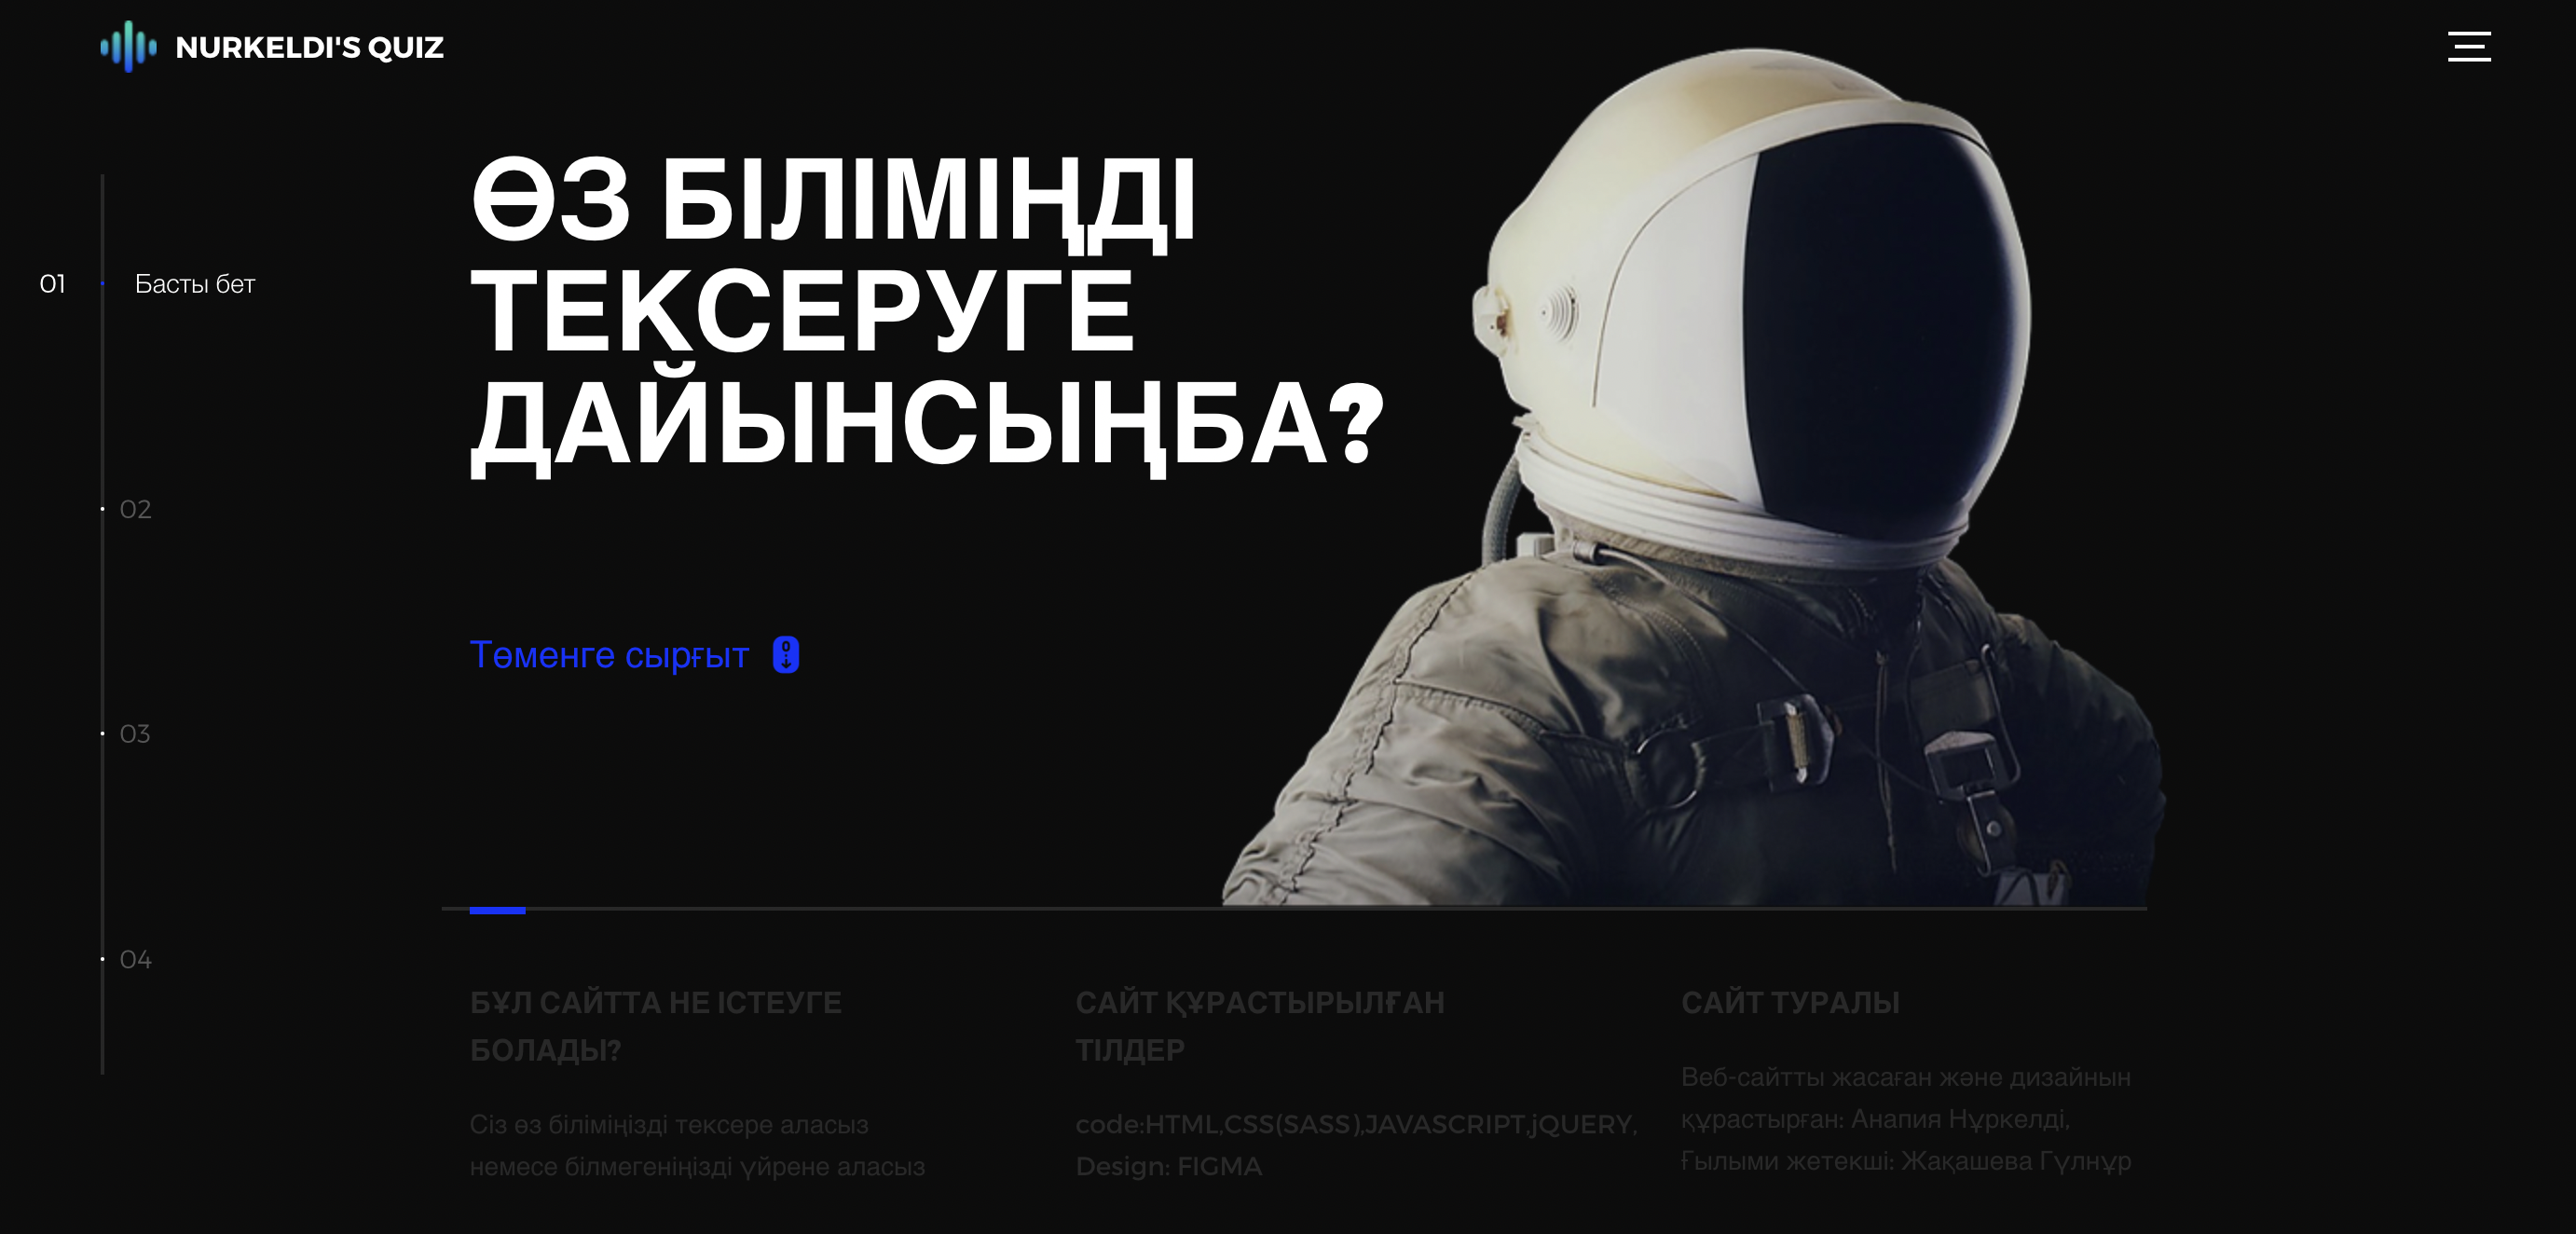 NURKELDI'S QUIZ
ӨЗ БІЛІМІҢДІ
ТЕКСЕРУГЕ
ДАЙЫНСЫҢБА?
01 Басты бет
02
03
04
Төменге сырғыт
БҰЛ САЙТТА НЕ ІСТЕУГЕ
БОЛАДЫ?
Сіз өз біліміңізді тексере аласыз
немесе білмегеніңізді үйрене аласыз
САЙТ ҚҰРАСТЫРЫЛҒАН
ТІЛДЕР
code:HTML,CSS(SASS),JAVASCRIPT,jQUERY,
Design: FIGMA
САЙТ ТУРАЛЫ
Веб-сайтты жасаған және дизайнын
құрастырған: Анапия Нұркелді,
Ғылыми жетекші: Жақашева Гүлнұр